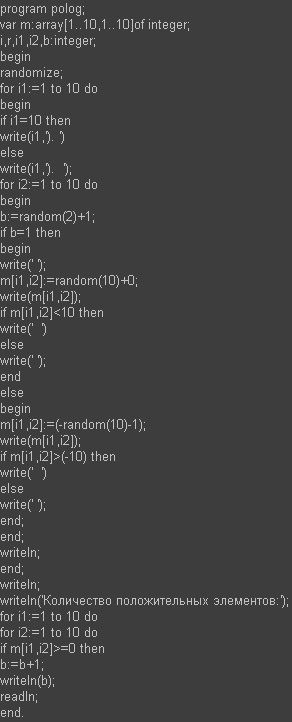 program polog;
var m:array[1..10,1..10]of integer;
i,r,i1,i2,b:integer;
begin
randomize;
for i1:=1 to 10 do
begin
if i1=10 then
write(i1,'). ')
else
write(i1,').  ');
for i2:=1 to 10 do
begin
b:=random(2)+1;
if b=1 then
begin
write(' ');
m[i1,i2]:=random(10)+0;
write(m[i1,i2]);
if m[i1,i2]<10 then
write('  ')
else
write(' ');
end
else
begin
m[i1,i2]:=(-random(10)-1);
write(m[i1,i2]);
if m[i1,i2]>(-10) then
write('  ')
else
write(' ');
end;
end;
writeln;
end;
writeln;
writeln('Количество положительных элементов:');
for i1:=1 to 10 do
for i2:=1 to 10 do
if m[i1,i2]>=0 then
b:=b+1;
writeln(b);
readln;
end.